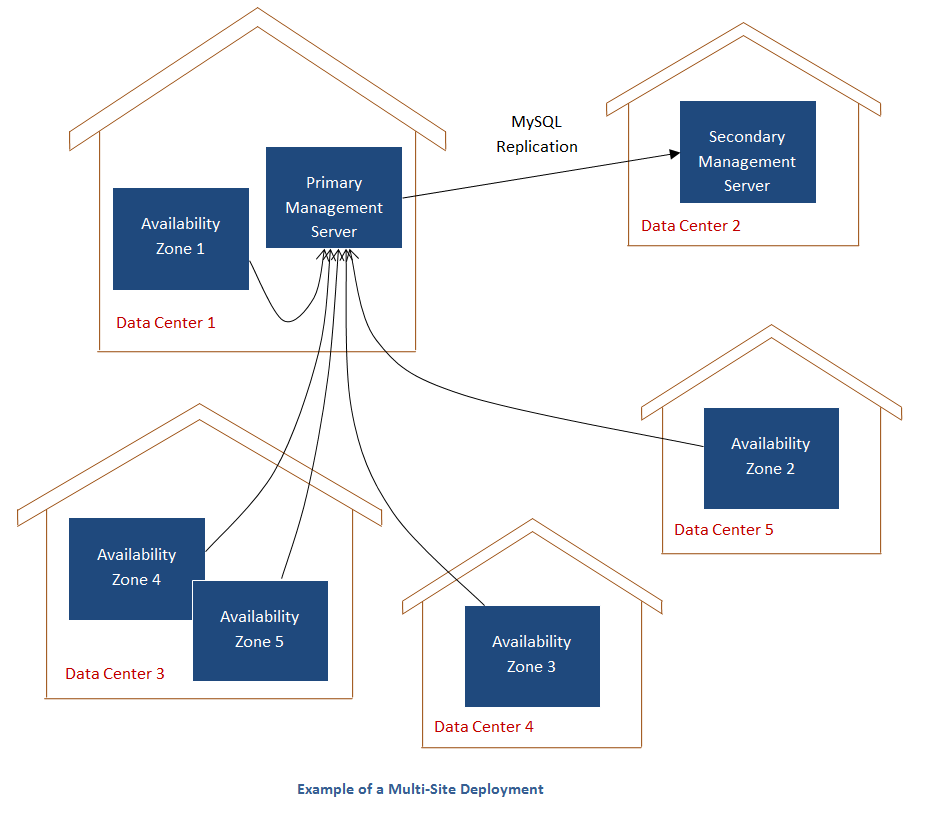 MySQL
Replication
Secondary
Management
Server
Data Center 2
Primary
Management
Server
Availability
Zone 1
Data Center 1
Availability
Zone 2
Data Center 5
Availability
Zone 4
Availability
Zone 5
Data Center 3
Availability
Zone 3
Data Center 4
Example of a Multi-Site Deployment